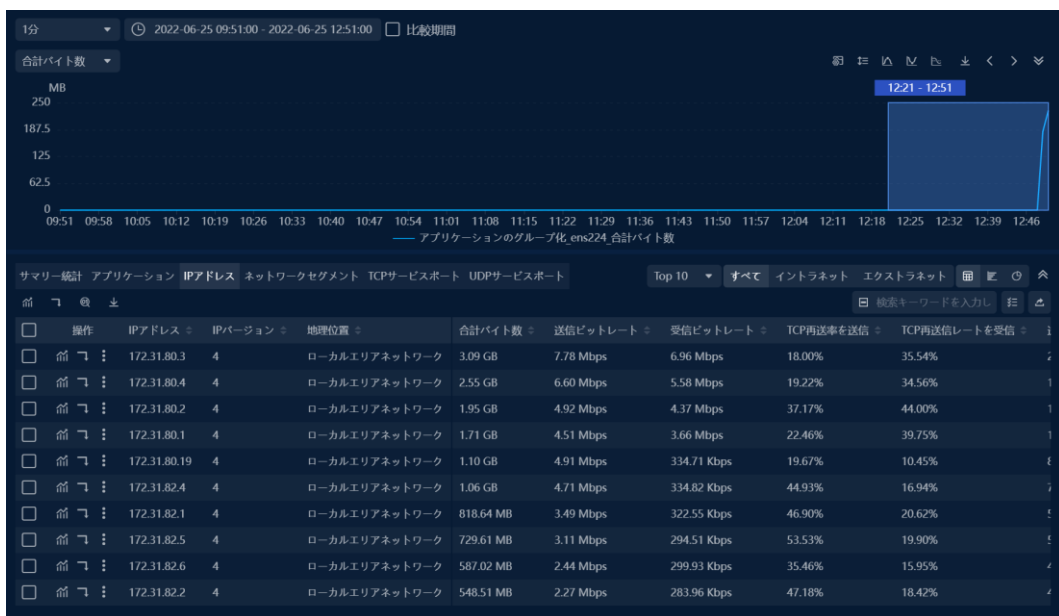 1分 2022-06-25 09:51:00 - 2022-06-25 12:51:00 比較期間
合計バイト数
MB
12:21 - 12:51
250
187.5
125
62.5
0
09:51 09:58 10:05 10:12 10:19 10:26 10:33 10:40 10:47 10:54 11:01 11:08 11:15 11:22 11:29 11:36 11:43 11:50 11:57 12:04 12:11 12:18 12:25 12:32 12:39 12:46
アプリケーションのグループ化_ens224_合計バイト数
サマリー統計 アプリケーション IPアドレス ネットワークセグメント TCPサービスポート UDPサービスポート Top 10 すべて イントラネット エクストラネット
検索キーワードを入力し
操作 IPアドレス IPバージョン 地理位置 合計バイト数 送信ビットレート 受信ビットレート TCP再送率を送信 TCP再送信レートを受信
172.31.80.3 4 ローカルエリアネットワーク 3.09 GB 7.78 Mbps 6.96 Mbps 18.00% 35.54%
172.31.80.4 4 ローカルエリアネットワーク 2.55 GB 6.60 Mbps 5.58 Mbps 19.22% 34.56%
172.31.80.2 4 ローカルエリアネットワーク 1.95 GB 4.92 Mbps 4.37 Mbps 37.17% 44.00%
172.31.80.1 4 ローカルエリアネットワーク 1.71 GB 4.51 Mbps 3.66 Mbps 22.46% 39.75%
172.31.80.19 4 ローカルエリアネットワーク 1.10 GB 4.91 Mbps 334.71 Kbps 19.67% 10.45%
172.31.82.4 4 ローカルエリアネットワーク 1.06 GB 4.71 Mbps 334.82 Kbps 44.93% 16.94%
172.31.82.1 4 ローカルエリアネットワーク 818.64 MB 3.49 Mbps 322.55 Kbps 46.90% 20.62%
172.31.82.5 4 ローカルエリアネットワーク 729.61 MB 3.11 Mbps 294.51 Kbps 53.53% 19.90%
172.31.82.6 4 ローカルエリアネットワーク 587.02 MB 2.44 Mbps 299.93 Kbps 35.46% 15.95%
172.31.82.2 4 ローカルエリアネットワーク 548.51 MB 2.27 Mbps 283.96 Kbps 47.18% 18.42%